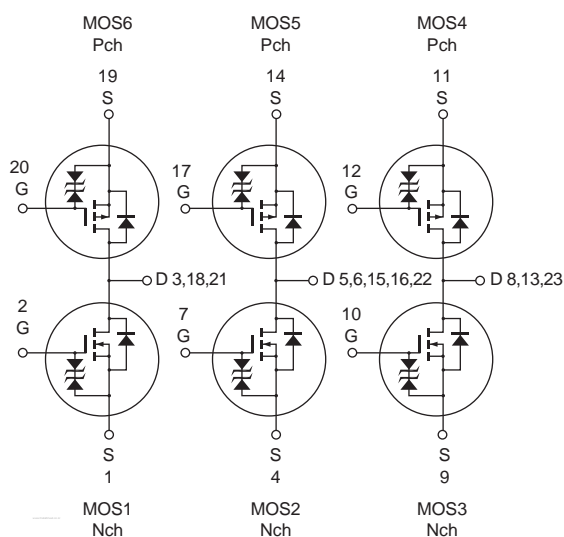 MOS6 MOS5 MOS4
Pch Pch Pch
19 14 11
S S S
20 17 12
G G G
D 3,18,21 D 5,6,15,16,22 D 8,13,23
2 7 10
G G G
S S S
1 4 9
MOS1 MOS2 MOS3
Nch Nch Nch